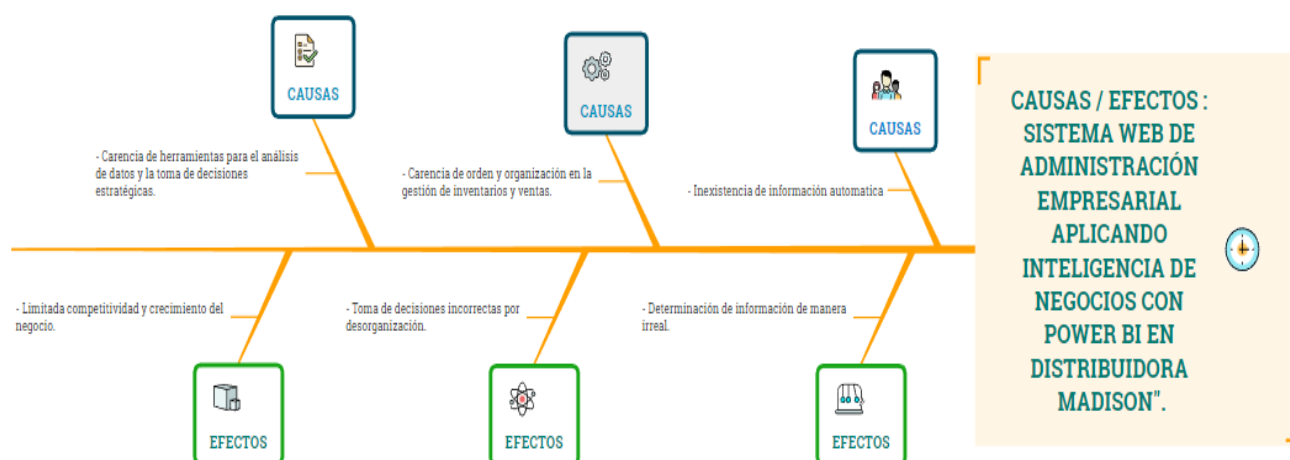 CAUSAS
- Carencia de herramientas para el análisis
de datos y la toma de decisiones
estratégicas.
CAUSAS
- Carencia de orden y organización en la
gestión de inventarios y ventas.
CAUSAS
- Inexistencia de información automatica
- Limitada competitividad y crecimiento del
negocio.
EFECTOS
- Toma de decisiones incorrectas por
desorganización.
EFECTOS
- Determinación de información de manera
irreal.
EFECTOS
CAUSAS / EFECTOS :
SISTEMA WEB DE
ADMINISTRACIÓN
EMPRESARIAL
APLICANDO
INTELIGENCIA DE
NEGOCIOS CON
POWER BI EN
DISTRIBUIDORA
MADISON".